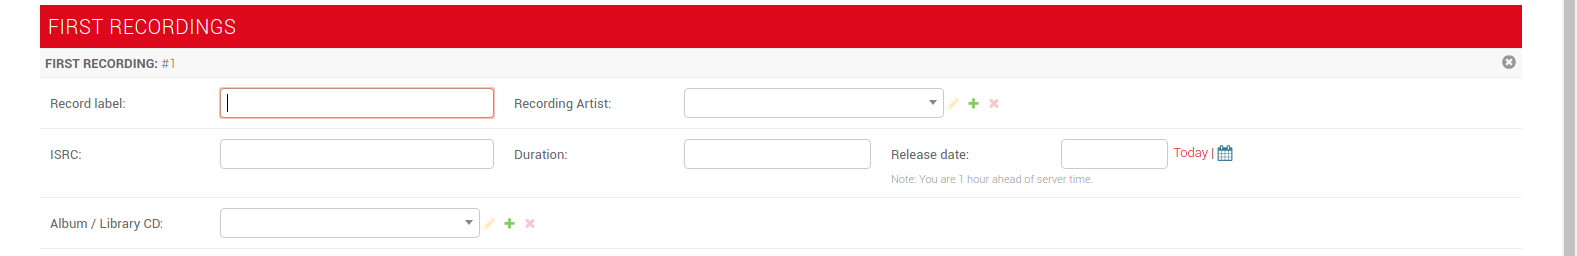 FIRST RECORDINGS
FIRST RECORDING: #1
Record label: Recording Artist:
ISRC: Duration: Release date: Today |
Note: You are 1 hour ahead of server time.
Album / Library CD: